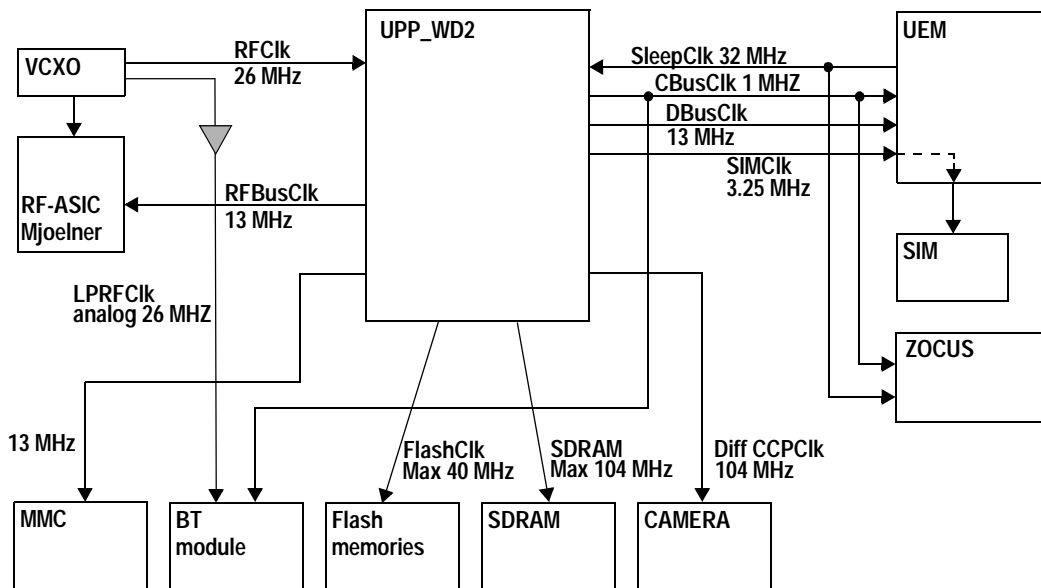 UPP_WD2
UEM
VCXO
RFClk
26 MHz
SleepClk 32 MHz
CBusClk 1 MHZ
DBusClk
13 MHz
SIMClk
3.25 MHz
RF-ASIC
Mjoelner
RFBusClk
13 MHz
SIM
LPRFClk
analog 26 MHZ
ZOCUS
13 MHz
FlashClk
Max 40 MHz
SDRAM
Max 104 MHz
Diff CCPClk
104 MHz
MMC
BT
module
Flash
memories
SDRAM
CAMERA